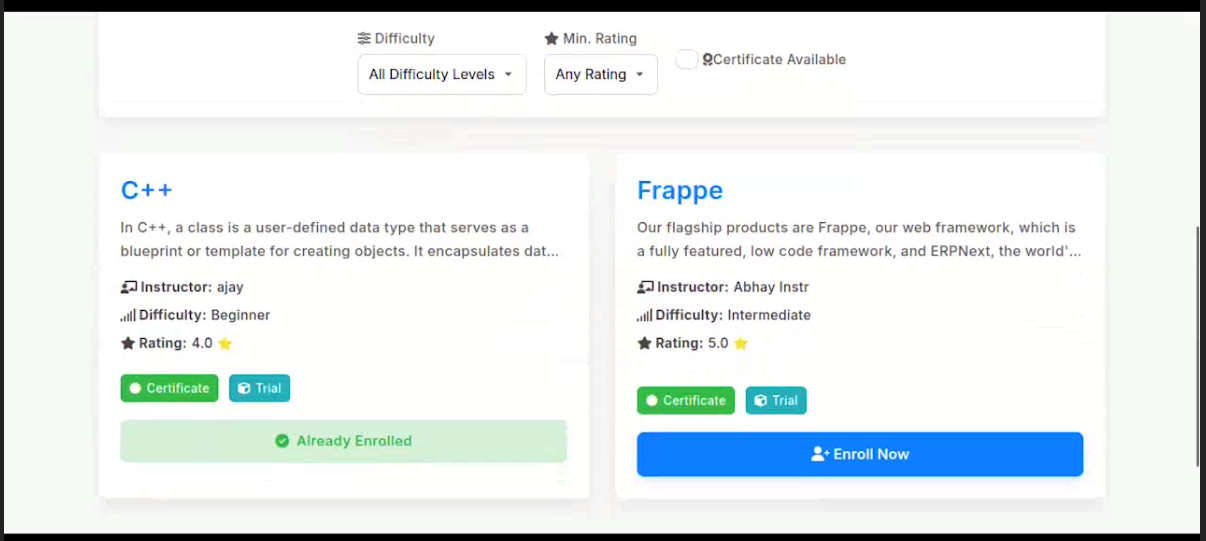 Difficulty
Min. Rating
All Difficulty Levels
Any Rating
Certificate Available
C++
In C++, a class is a user-defined data type that serves as a
blueprint or template for creating objects. It encapsulates dat...
Instructor: ajay
Difficulty: Beginner
Rating: 4.0
Certificate
Trial
Already Enrolled
Frappe
Our flagship products are Frappe, our web framework, which is
a fully featured, low code framework, and ERPNext, the world'...
Instructor: Abhay Instr
Difficulty: Intermediate
Rating: 5.0
Certificate
Trial
Enroll Now